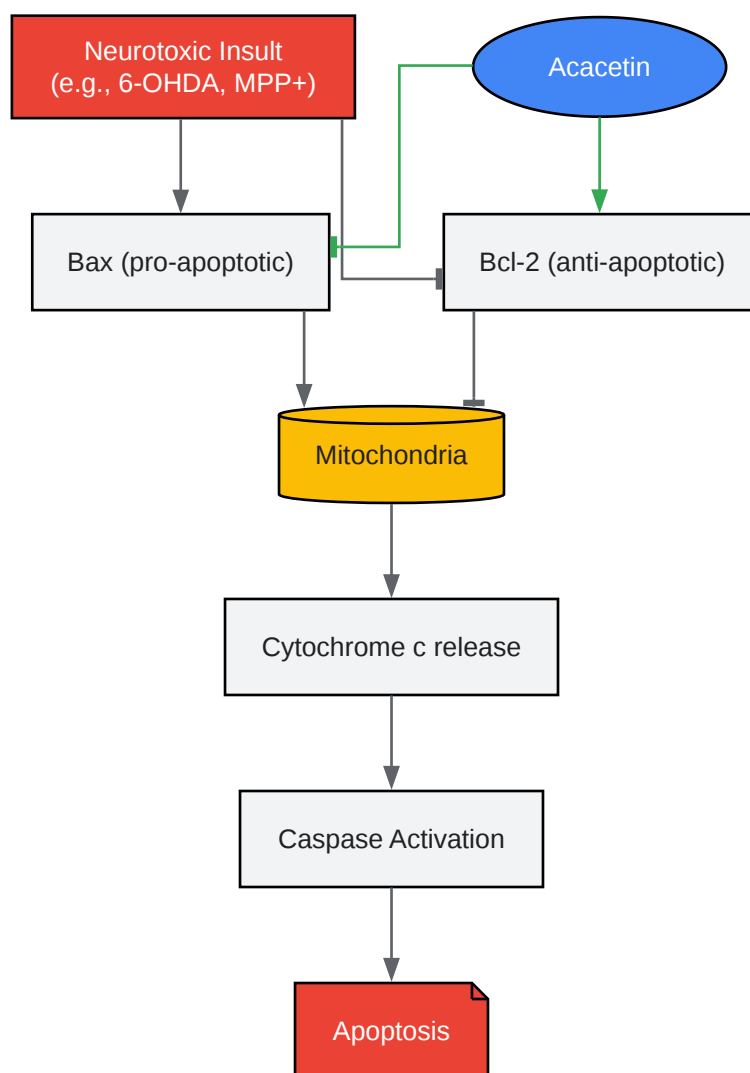 Neurotoxic Insult
(e.g., 6-OHDA, MPP+)
Acacetin
Bax (pro-apoptotic)
Bcl-2 (anti-apoptotic)
Mitochondria
Cytochrome c release
Caspase Activation
Apoptosis